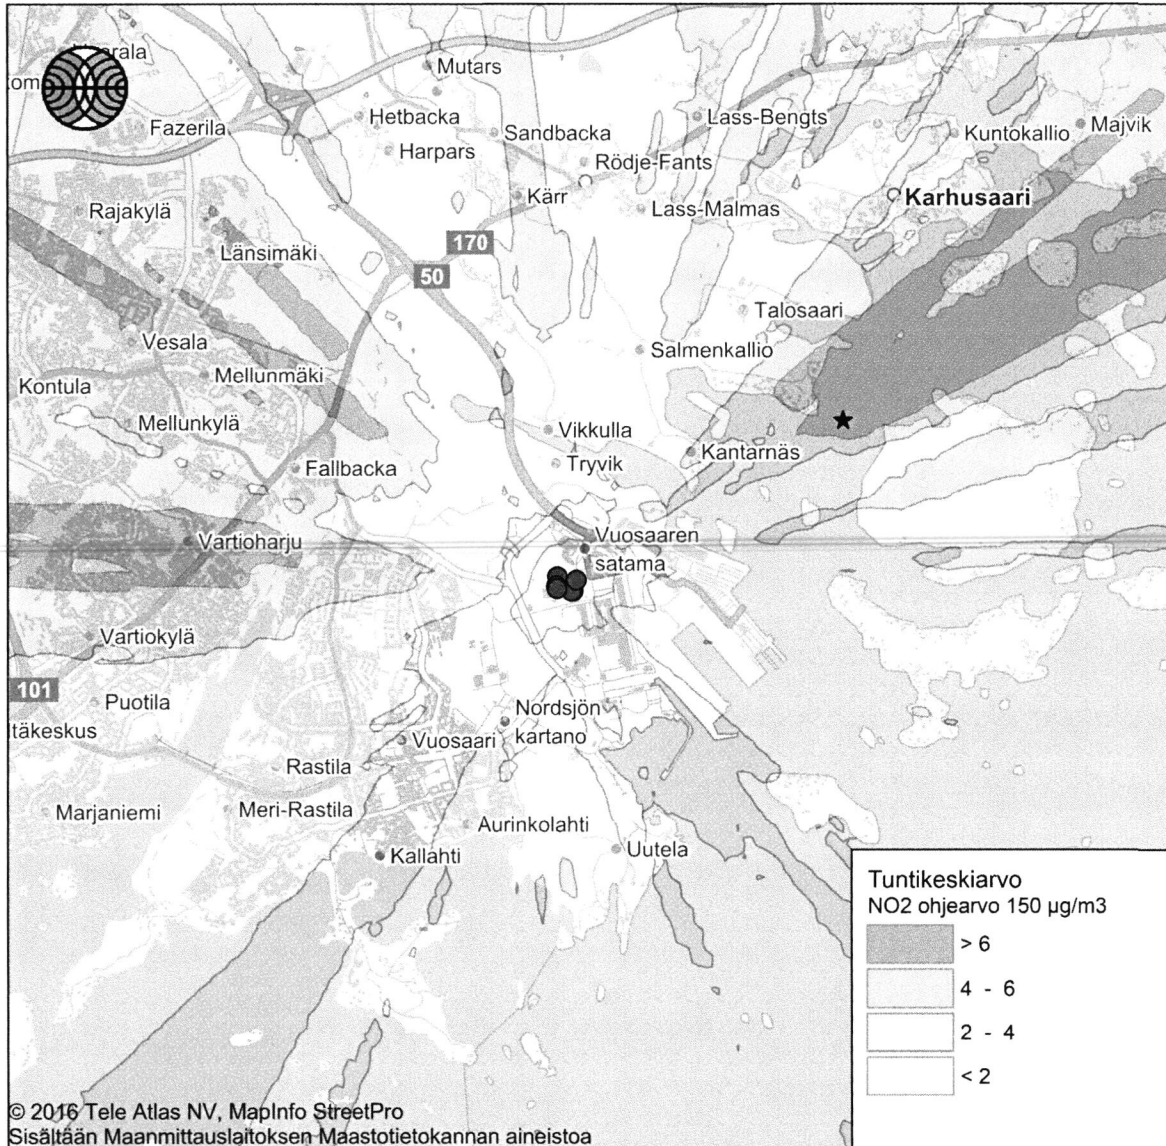 Mutars
Fazerila
Hetbacka
Sandbacka
Lass-Bengts
Kuntokallio
Majvik
Harpars
Rödje-Fants
Kärr
Karhusaari
Rajakylä
Lass-Malmas
Länsimäki
170
50
Talosaari
Vesala
Salmenkallio
Kontula
Mellunmäki
Mellunkylä
Vikkulla
Kantarnäs
Fallbacka
Tryvik
Vartioharju
Vuosaaren
satama
Vartiokylä
101
Puotila
Nordsjön
kartano
itäkeskus
Vuosaari
Rastila
Marjaniemi
Meri-Rastila
Aurinkolahti
Kallahti
Uutela
Tuntikeskiarvo
NO2 ohjearvo 150 µg/m3
> 6
4 - 6
2 - 4
< 2
© 2016 Tele Atlas NV, MapInfo StreetPro
Sisältään Maanmittauslaitoksen Maastotietokannan aineistoa